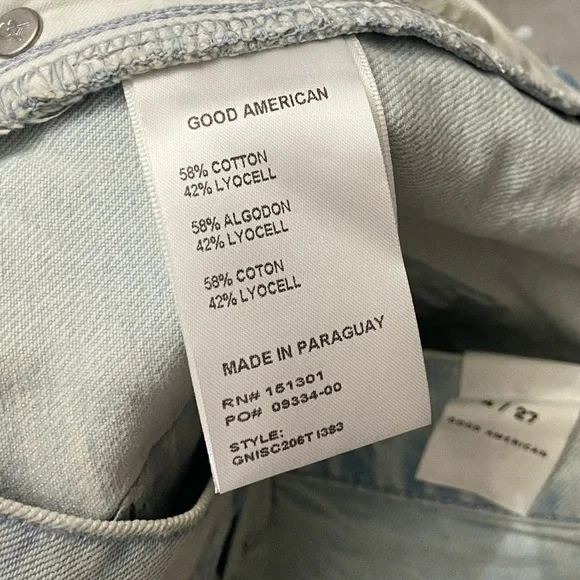 GOOD AMERICAN
58% COTTON
42% LYOCELL
58% ALGODON
42% LYOCELL
58% COTON
42% LYOCELL
MADE IN PARAGUAY
RN# 161301
PO# 09334-00
STYLE:
GNISC206T I383
/ 27
GOOD AMERICAN